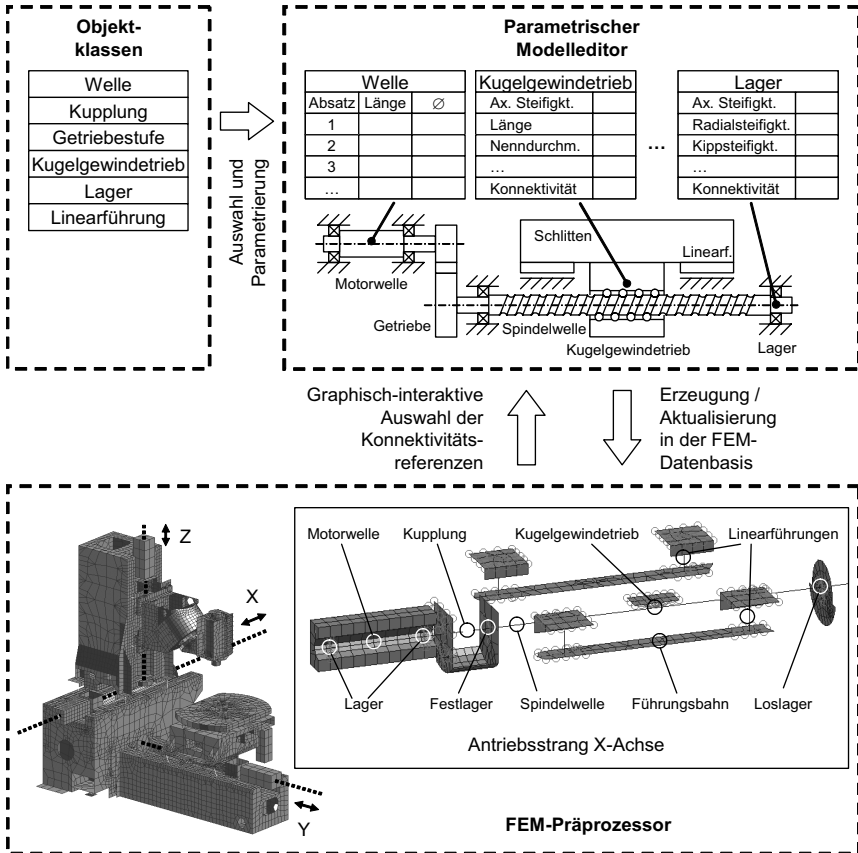 Objekt-
klassen
Welle
Kupplung
Getriebestufe
Kugelgewindetrieb
Lager
Linearführung
Auswahl und
Parametrierung
Parametrischer
Modelleditor
Welle
Absatz Länge ∅
1
2
3
...
Kugelgewindetrieb
Ax. Steifigkt.
Länge
Nenndurchm.
...
Konnektivität
...
Lager
Ax. Steifigkt.
Radialsteifigkt.
Kippsteifigkt.
...
Konnektivität
Schlitten
Linearf.
Motorwelle
Getriebe
Spindelwelle
Kugelgewindetrieb
Lager
Graphisch-interaktive
Auswahl der
Konnektivitäts-
referenzen
Erzeugung /
Aktualisierung
in der FEM-
Datenbasis
Z
X
Y
Motorwelle Kupplung Kugelgewindetrieb Linearführungen
Lager Festlager Spindelwelle Führungsbahn Loslager
Antriebsstrang X-Achse
FEM-Präprozessor